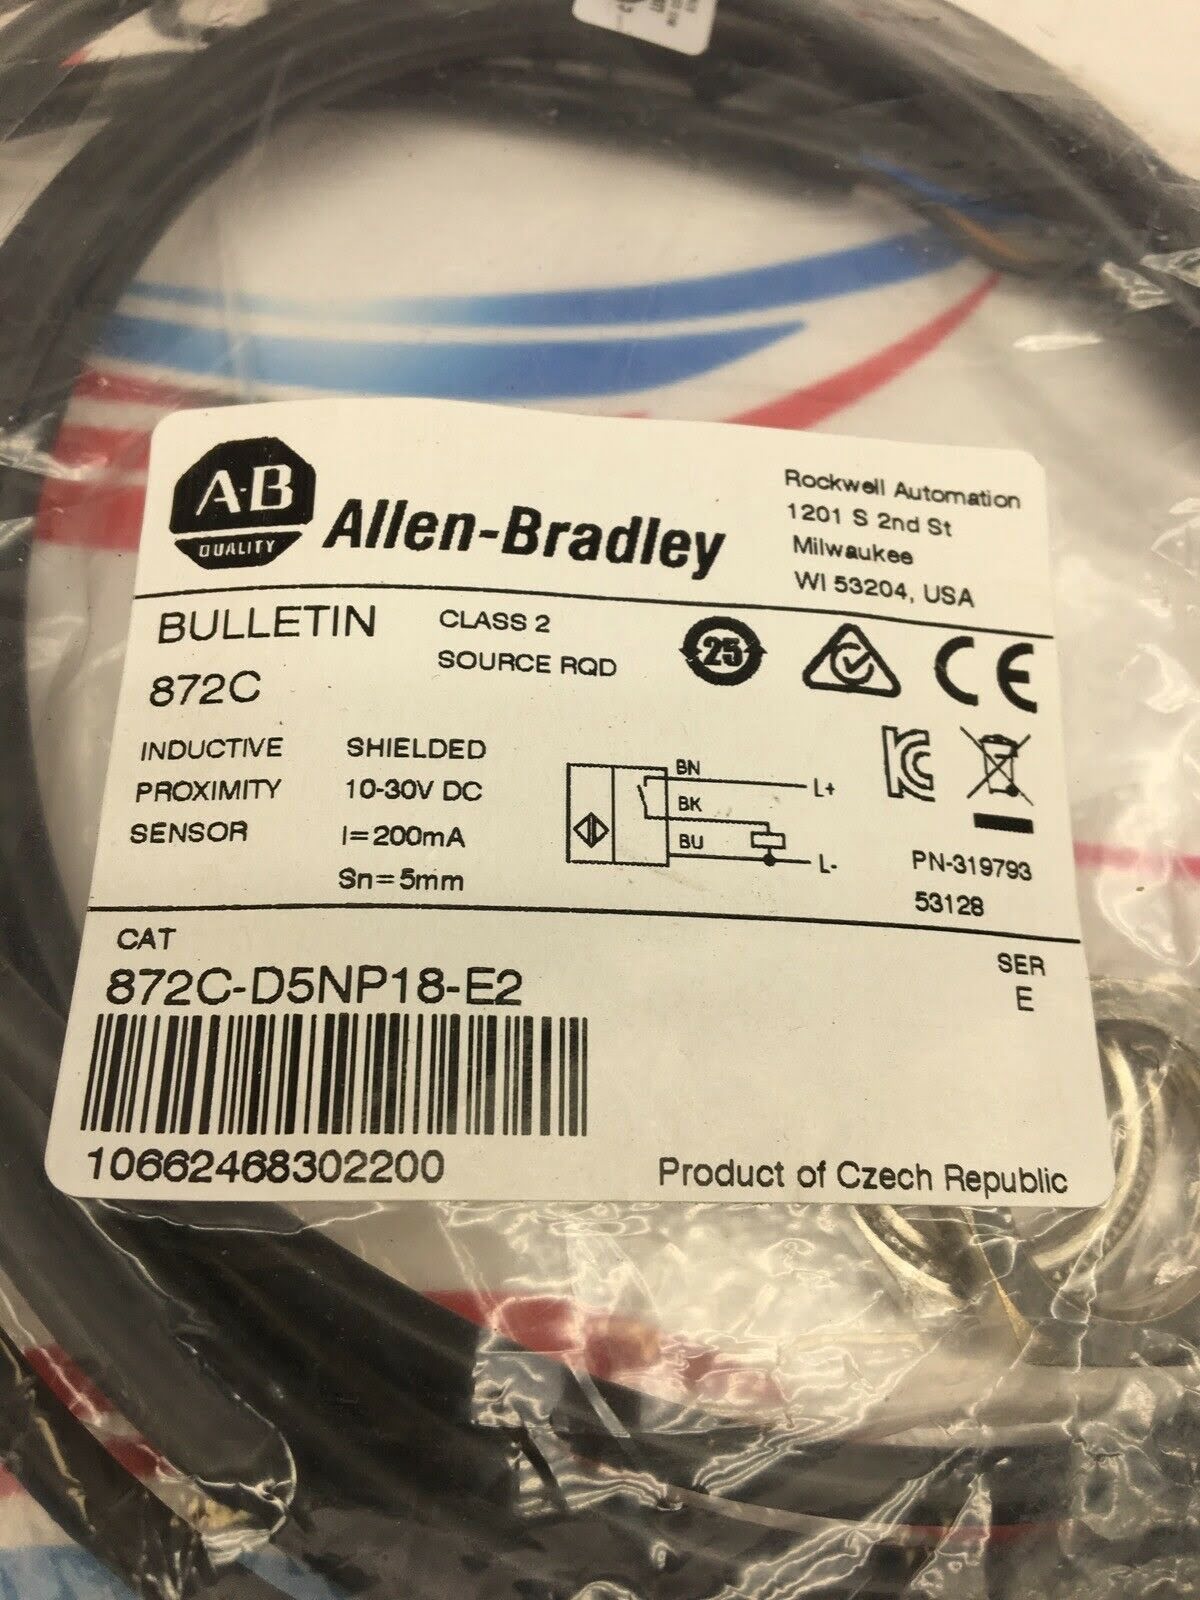 A-B
QUALITY
Allen-Bradley
Rockwell Automation
1201 S 2nd St
Milwaukee
WI 53204, USA
BULLETIN
872C
CLASS 2
SOURCE RQD
25
CE
INDUCTIVE
PROXIMITY
SENSOR
SHIELDED
10-30V DC
I=200mA
Sn=5mm
BN
L+
BK
BU
L-
PN-319793
53128
CAT
872C-D5NP18-E2
SER
E
10662468302200
Product of Czech Republic